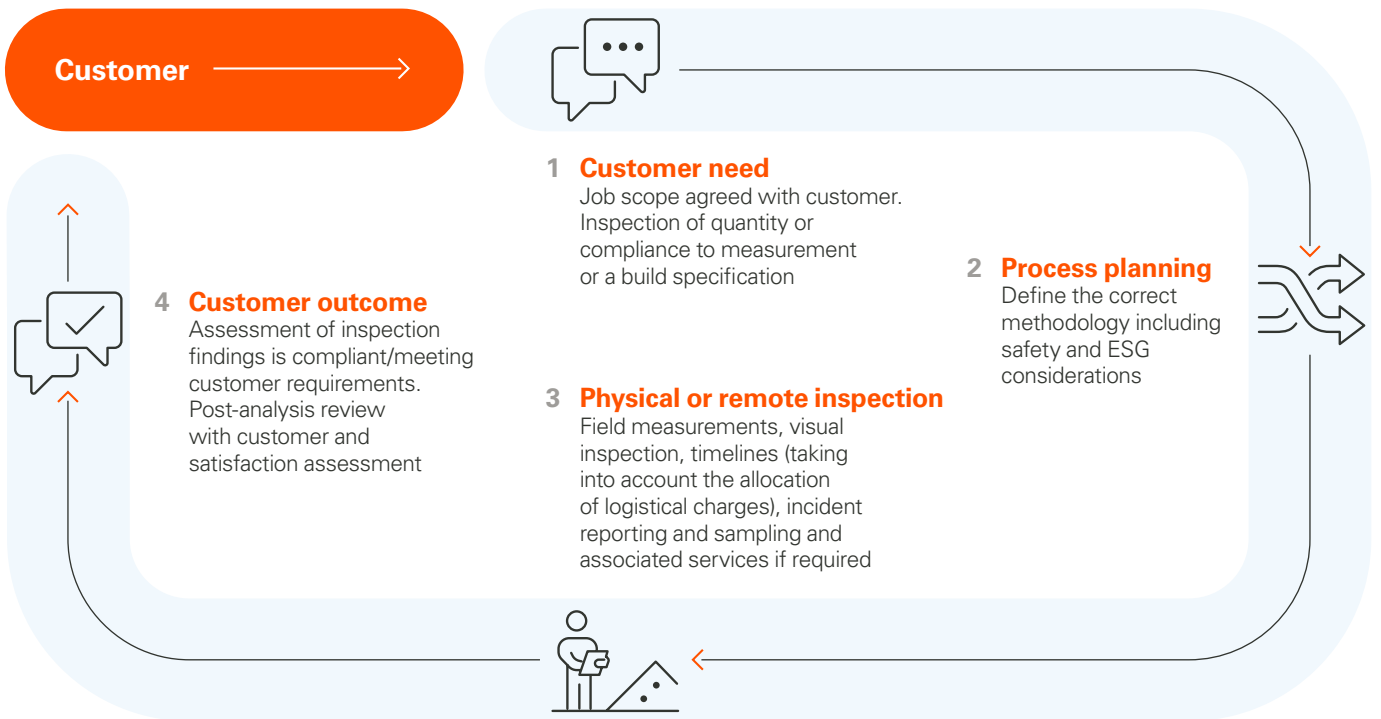 Customer
1 Customer need
Job scope agreed with customer.
Inspection of quantity or
compliance to measurement
or a build specification
2 Process planning
Define the correct
methodology including
safety and ESG
considerations
3 Physical or remote inspection
Field measurements, visual
inspection, timelines (taking
into account the allocation
of logistical charges), incident
reporting and sampling and
associated services if required
4 Customer outcome
Assessment of inspection
findings is compliant/meeting
customer requirements.
Post-analysis review
with customer and
satisfaction assessment